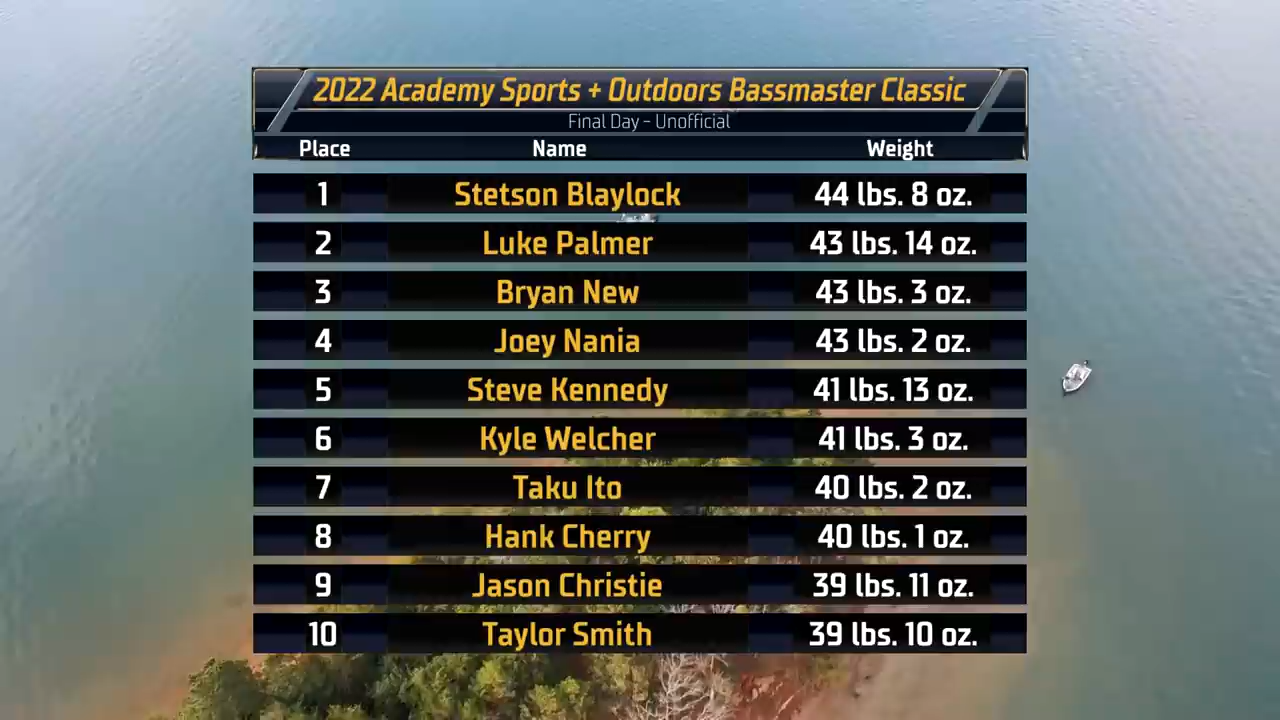 2022 Academy Sports + Outdoors Bassmaster Classic
Final Day - Unofficial
Place Name Weight
1 Stetson Blaylock 44 lbs. 8 oz.
2 Luke Palmer 43 lbs. 14 oz.
3 Bryan New 43 lbs. 3 oz.
4 Joey Nania 43 lbs. 2 oz.
5 Steve Kennedy 41 lbs. 13 oz.
6 Kyle Welcher 41 lbs. 3 oz.
7 Taku Ito 40 lbs. 2 oz.
8 Hank Cherry 40 lbs. 1 oz.
9 Jason Christie 39 lbs. 11 oz.
10 Taylor Smith 39 lbs. 10 oz.